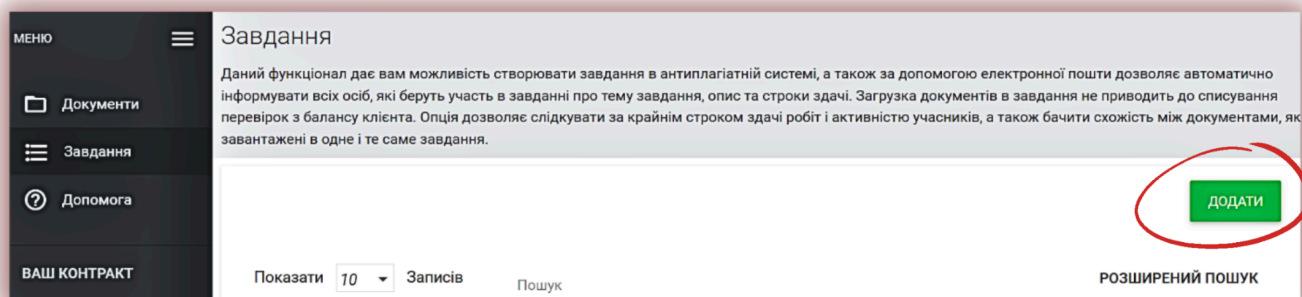 МЕНЮ
Документи
Завдання
Допомога
ВАШ КОНТРАКТ
Завдання
Даний функціонал дає вам можливість створювати завдання в антиплагіатній системі, а також за допомогою електронної пошти дозволяє автоматично
інформувати всіх осіб, які беруть участь в завданні про тему завдання, опис та строки здачі. Загрузка документів в завдання не приводить до списування
перевірок з балансу клієнта. Опція дозволяє слідкувати за крайнім строком здачі робіт і активністю учасників, а також бачити схожість між документами, як
завантажені в одне і те саме завдання.
ДОДАТИ
Показати 10 Записів Пошук РОЗШИРЕНИЙ ПОШУК